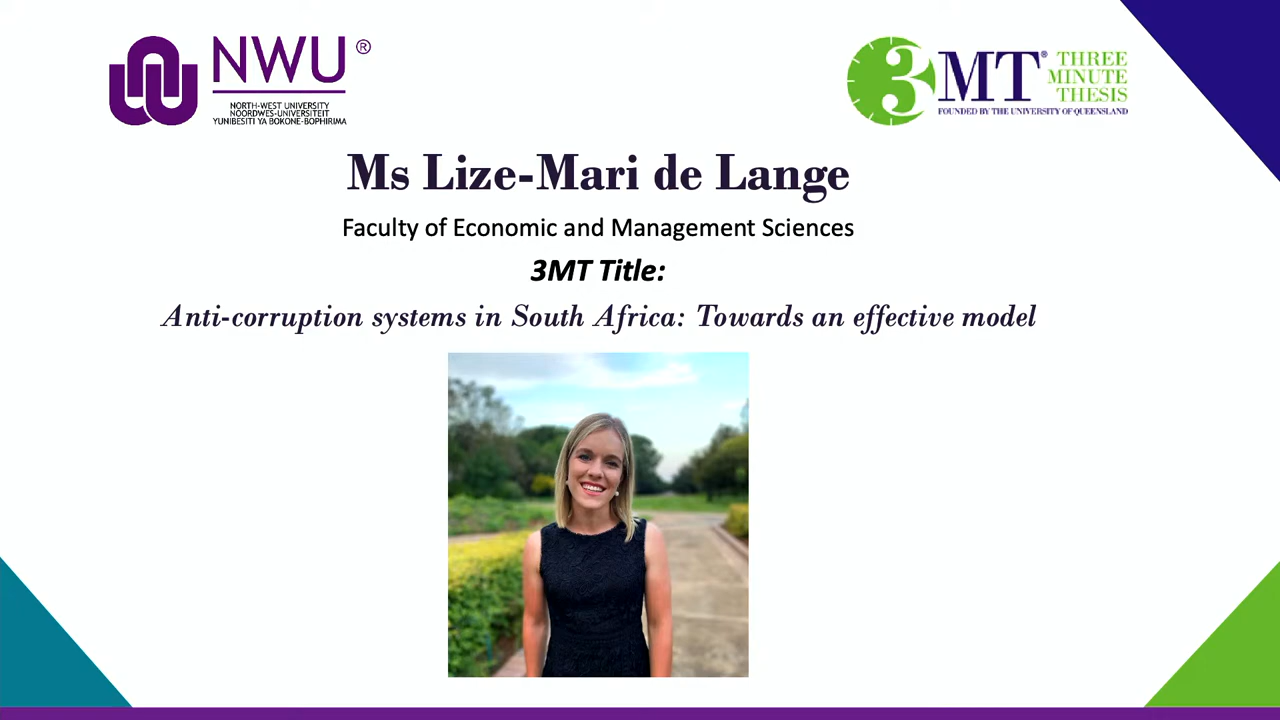 NWU®
NORTH-WEST UNIVERSITY
NOORDWES-UNIVERSITEIT
YUNIBESITI YA BOKONE-BOPHIRIMA
3MT® THREE
MINUTE
THESIS
FOUNDED BY THE UNIVERSITY OF QUEENSLAND
Ms Lize-Mari de Lange
Faculty of Economic and Management Sciences
3MT Title:
Anti-corruption systems in South Africa: Towards an effective model